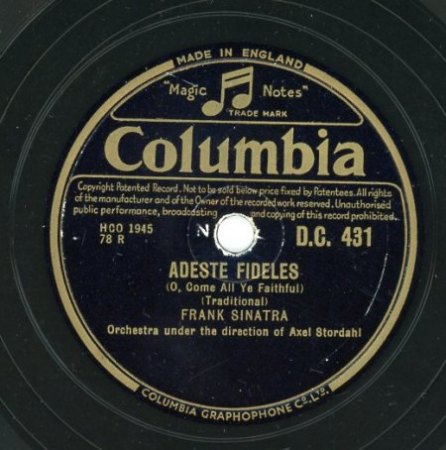 MADE IN ENGLAND
"Magic Notes"
TRADE MARK
Columbia
Copyright Patented Record. Not to be sold below price fixed by Patentees. All rights
of the manufacturer and of the Owner of the recorded work reserved. Unauthorised
public performance, broadcasting and copying of this record prohibited.
HCO 1945
78 R
N
D.C. 431
ADESTE FIDELES
(O, Come All Ye Faithful)
(Traditional)
FRANK SINATRA
Orchestra under the direction of Axel Stordahl
COLUMBIA GRAPHOPHONE CO. LTD.